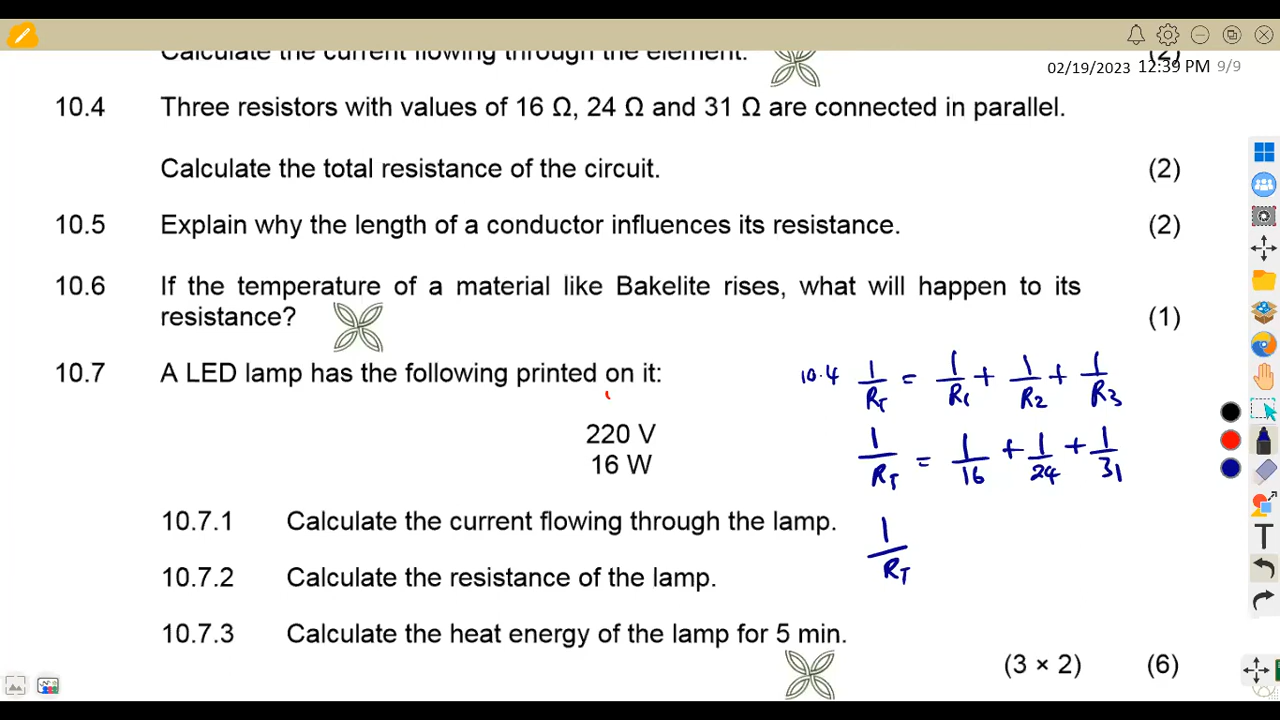 02/19/2023 12:39 PM 9/9
Calculate the current flowing through the element. (2)
10.4 Three resistors with values of 16 Ω, 24 Ω and 31 Ω are connected in parallel.
Calculate the total resistance of the circuit. (2)
10.5 Explain why the length of a conductor influences its resistance. (2)
10.6 If the temperature of a material like Bakelite rises, what will happen to its
resistance? (1)
10.7 A LED lamp has the following printed on it:
220 V
16 W
10.7.1 Calculate the current flowing through the lamp.
10.7.2 Calculate the resistance of the lamp.
10.7.3 Calculate the heat energy of the lamp for 5 min.
(3 × 2) (6)
10.4 1/RT = 1/R1 + 1/R2 + 1/R3
1/RT = 1/16 + 1/24 + 1/31
1/RT
T